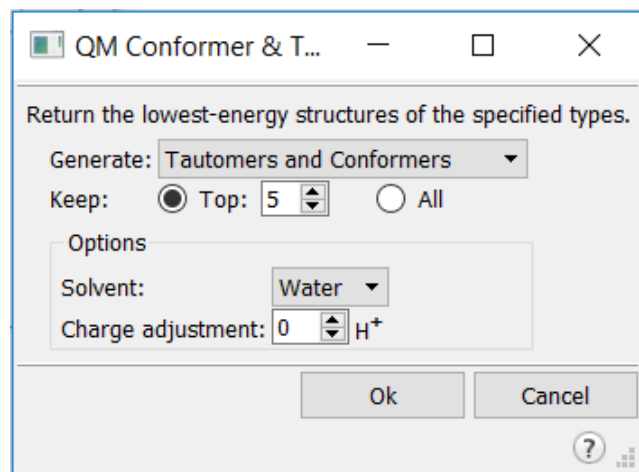 QM Conformer & T...
Return the lowest-energy structures of the specified types.
Generate: Tautomers and Conformers
Keep: Top: 5 All
Options
Solvent: Water
Charge adjustment: 0 H⁺
Ok Cancel
?